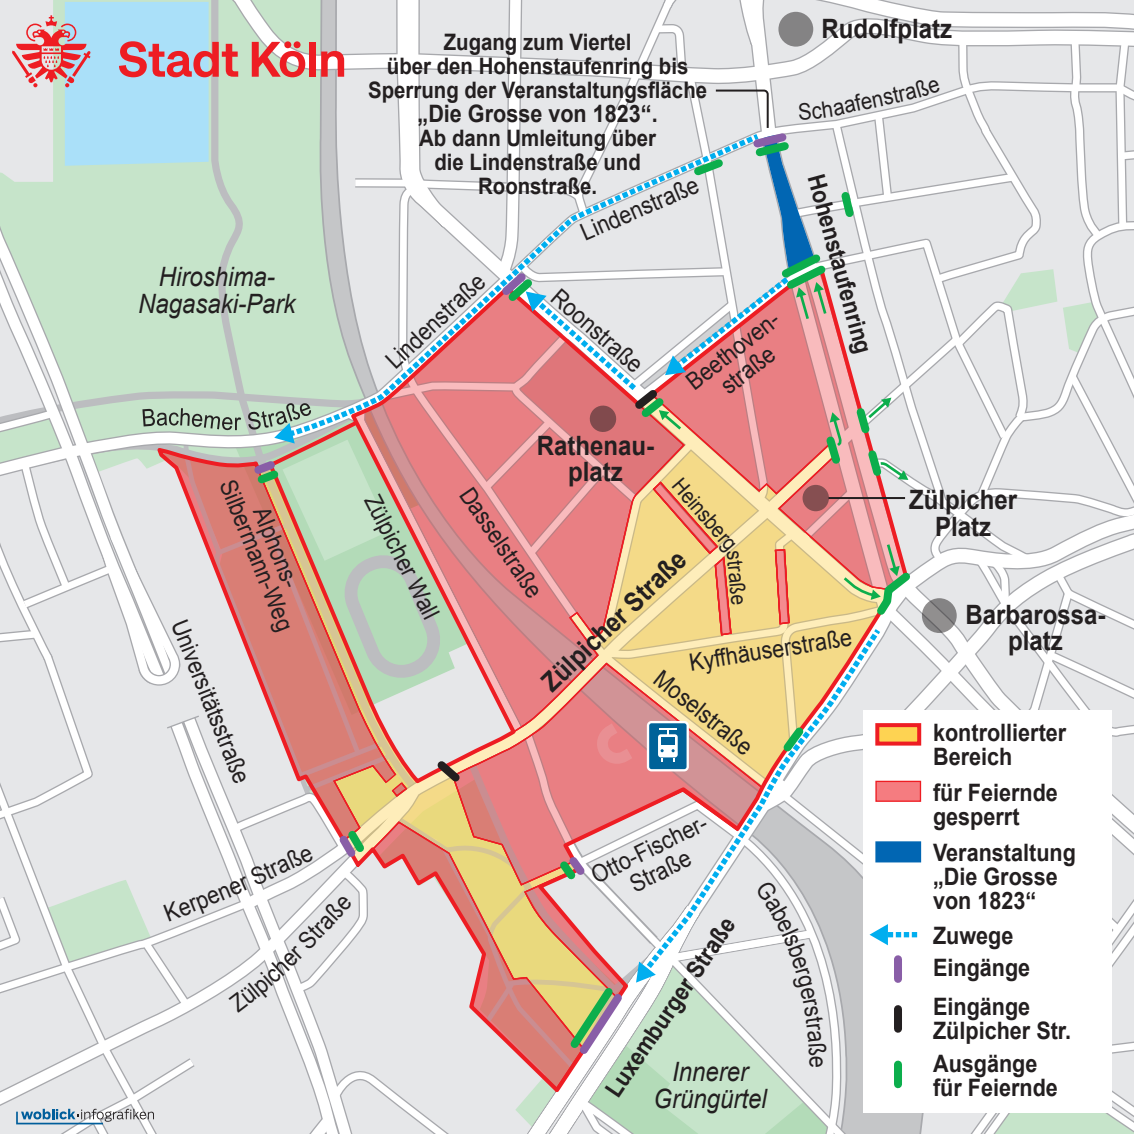 Stadt Köln
Zugang zum Viertel
über den Hohenstaufenring bis
Sperrung der Veranstaltungsfläche
„Die Grosse von 1823“.
Ab dann Umleitung über
die Lindenstraße und
Roonstraße.
Rudolfplatz
Schaafenstraße
Lindenstraße
Hohenstaufenring
Hiroshima-
Nagasaki-Park
Lindenstraße
Roonstraße
Beethoven-
straße
Bachemer Straße
Rathenau-
platz
Zülpicher
Platz
Heinsbergstraße
Dasselstraße
Zülpicher Wall
Alphons-
Silbermann-Weg
Zülpicher Straße
Kyffhäuserstraße
Moselstraße
Barbarossa-
platz
Universitätsstraße
Kerpener Straße
Zülpicher Straße
Otto-Fischer-
Straße
Luxemburger Straße
Gabelsbergerstraße
Innerer
Grüngürtel
kontrollierter
Bereich
für Feiernde
gesperrt
Veranstaltung
„Die Grosse
von 1823“
Zuwege
Eingänge
Eingänge
Zülpicher Str.
Ausgänge
für Feiernde
woblick-infografiken